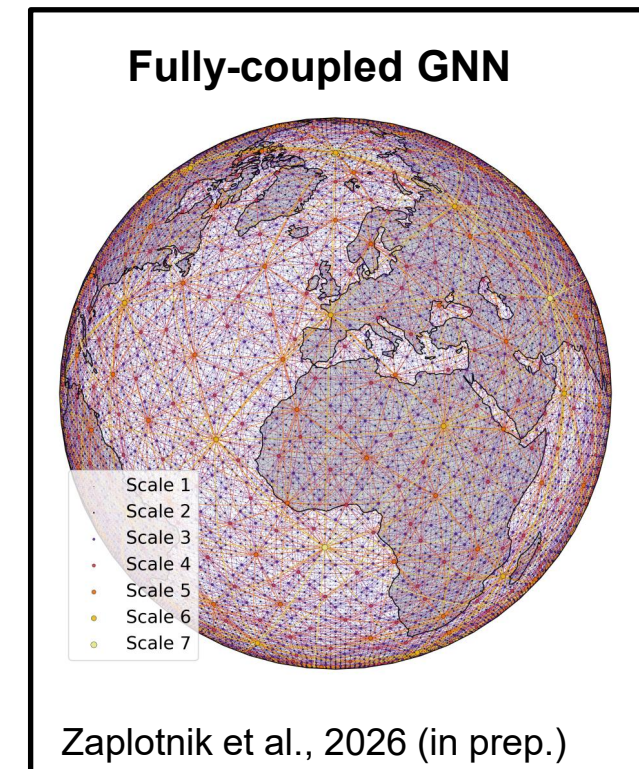 Fully-coupled GNN
Scale 1
Scale 2
Scale 3
Scale 4
Scale 5
Scale 6
Scale 7
Zaplotnik et al., 2026 (in prep.)